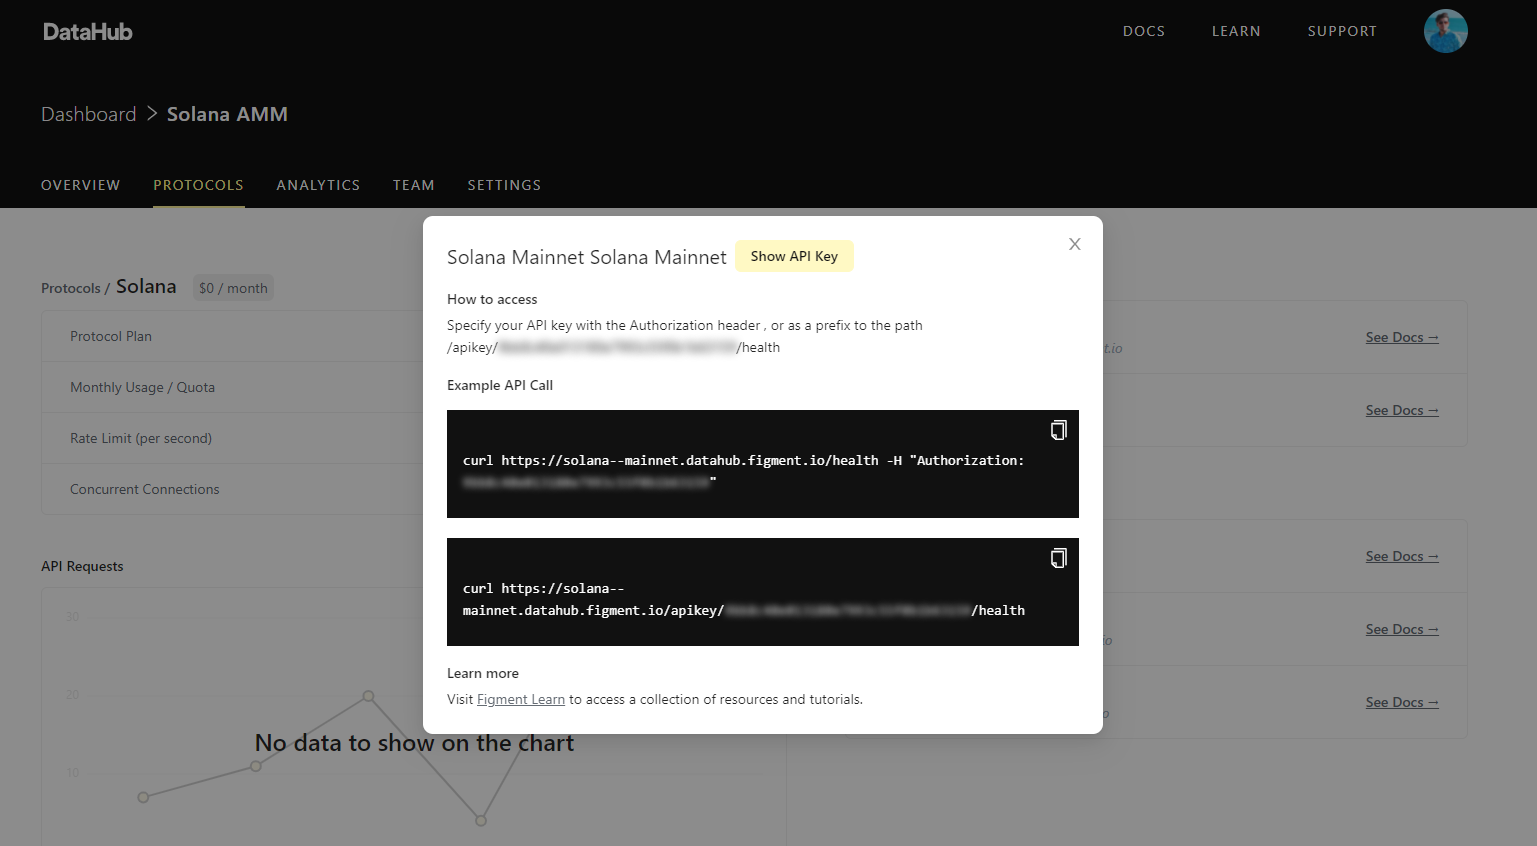 DataHub
DOCS LEARN SUPPORT
Dashboard > Solana AMM
OVERVIEW PROTOCOLS ANALYTICS TEAM SETTINGS
Solana Mainnet Solana Mainnet Show API Key
X
How to access
Specify your API key with the Authorization header , or as a prefix to the path
/apikey/ /health
Example API Call
curl https://solana--mainnet.datahub.figment.io/health -H "Authorization:
"
curl https://solana--
mainnet.datahub.figment.io/apikey/ /health
Learn more
Visit Figment Learn to access a collection of resources and tutorials.
Protocols / Solana $0 / month
Protocol Plan
Monthly Usage / Quota
Rate Limit (per second)
Concurrent Connections
API Requests
30
20
10
No data to show on the chart
t.io
See Docs →
See Docs →
See Docs →
io
See Docs →
o
See Docs →